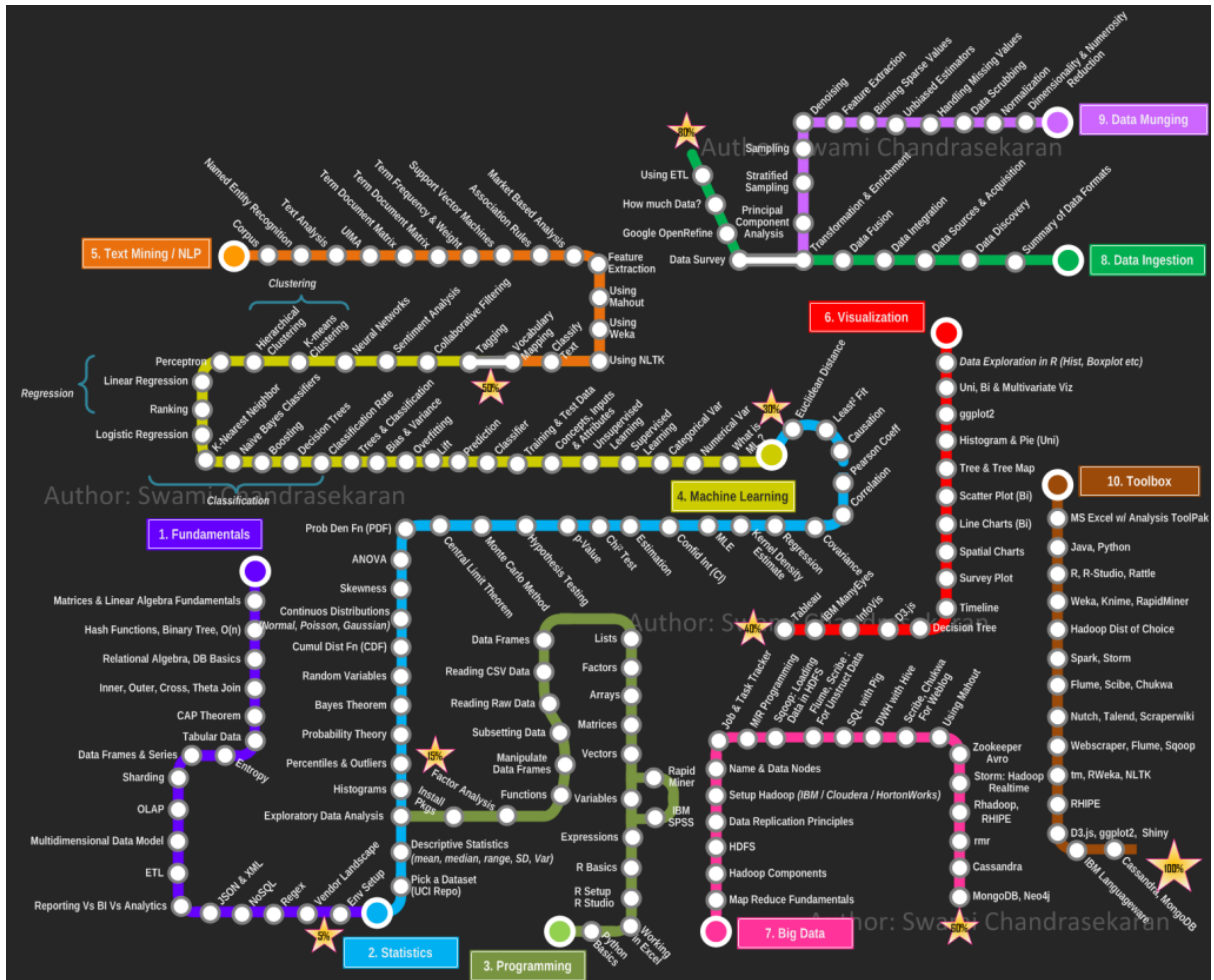 Denoising
Feature Extraction
Binning Sparse Values
Unbiased Estimators
Handling Missing Values
Data Scrubbing
Normalization
Dimensionality & Numerosity
Reduction
9. Data Munging
80%
Author: Swami Chandrasekaran
Sampling
Using ETL
Stratified
Sampling
How much Data?
Principal
Component
Analysis
Google OpenRefine
Data Survey
Transformation & Enrichment
Data Fusion
Data Integration
Data Sources & Acquisition
Data Discovery
Summary of Data Formats
8. Data Ingestion
5. Text Mining / NLP
Corpus
Named Entity Recognition
Text Analysis
UIMA
Term Document Matrix
Term Document Matrix
Term Frequency & Weight
Support Vector Machines
Association Rules
Market Based Analysis
Feature
Extraction
Using
Mahout
Using
Weka
Using NLTK
Classify
Text
Vocabulary
Mapping
50%
Tagging
Collaborative Filtering
Sentiment Analysis
Neural Networks
K-means
Clustering
Hierarchical
Clustering
Clustering
Perceptron
Linear Regression
Regression
Ranking
Logistic Regression
K-Nearest Neighbor
Naive Bayes Classifiers
Boosting
Decision Trees
Classification Rate
Trees & Classification
Bias & Variance
Overfitting
Lift
Prediction
Classifier
Training & Test Data
Concepts, Inputs
& Attributes
Unsupervised
Learning
Supervised
Learning
Categorical Var
Numerical Var
What is
ML?
30%
Classification
Author: Swami Chandrasekaran
4. Machine Learning
Euclidean Distance
Least² Fit
Causation
Pearson Coeff
Correlation
Covariance
Regression
Kernel Density
Estimate
MLE
Confid Int (CI)
Estimation
Chi² Test
p-Value
Hypothesis Testing
Monte Carlo Method
Central Limit Theorem
Prob Den Fn (PDF)
ANOVA
Skewness
Continuos Distributions
(Normal, Poisson, Gaussian)
Cumul Dist Fn (CDF)
Random Variables
Bayes Theorem
Probability Theory
Percentiles & Outliers
Histograms
Exploratory Data Analysis
Descriptive Statistics
(mean, median, range, SD, Var)
Pick a Dataset
(UCI Repo)
2. Statistics
1. Fundamentals
Matrices & Linear Algebra Fundamentals
Hash Functions, Binary Tree, O(n)
Relational Algebra, DB Basics
Inner, Outer, Cross, Theta Join
CAP Theorem
Tabular Data
Entropy
Data Frames & Series
Sharding
OLAP
Multidimensional Data Model
ETL
Reporting Vs BI Vs Analytics
JSON & XML
NoSQL
Regex
Vendor Landscape
Env Setup
5%
15%
Install
Pkgs
Factor Analysis
Functions
Manipulate
Data Frames
Subsetting Data
Reading Raw Data
Reading CSV Data
Data Frames
Lists
Factors
Arrays
Matrices
Vectors
Rapid
Miner
Variables
IBM
SPSS
Expressions
R Basics
R Setup
R Studio
Working
in Excel
Python
Basics
3. Programming
6. Visualization
Data Exploration in R (Hist, Boxplot etc)
Uni, Bi & Multivariate Viz
ggplot2
Histogram & Pie (Uni)
Tree & Tree Map
Scatter Plot (Bi)
Line Charts (Bi)
Spatial Charts
Survey Plot
Timeline
Decision Tree
D3.js
InfoVis
IBM ManyEyes
Tableau
40%
Author: Swami Chandrasekaran
Job & Task Tracker
M/R Programming
Sqoop: Loading
Data in HDFS
Flume, Scribe :
For Unstruct Data
SQL with Pig
DWH with Hive
Scribe, Chukwa
For Weblog
Using Mahout
Zookeeper
Avro
Storm: Hadoop
Realtime
Rhadoop,
RHIPE
rmr
Cassandra
MongoDB, Neo4j
60%
Name & Data Nodes
Setup Hadoop (IBM / Cloudera / HortonWorks)
Data Replication Principles
HDFS
Hadoop Components
Map Reduce Fundamentals
7. Big Data
Author: Swami Chandrasekaran
10. Toolbox
MS Excel w/ Analysis ToolPak
Java, Python
R, R-Studio, Rattle
Weka, Knime, RapidMiner
Hadoop Dist of Choice
Spark, Storm
Flume, Scibe, Chukwa
Nutch, Talend, Scraperwiki
Webscraper, Flume, Sqoop
tm, RWeka, NLTK
RHIPE
D3.js, ggplot2, Shiny
IBM Languageware
Cassandra, MongoDB
100%